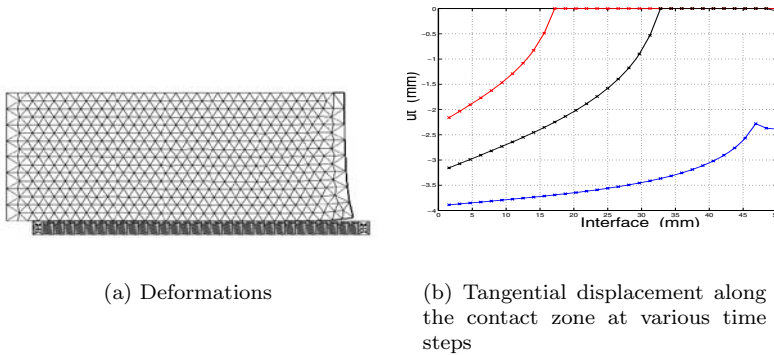 0
−0.5
−1
−1.5
−2
−2.5
−3
−3.5
−4
ut (mm)
0 5 10 15 20 25 30 35 40 45
Interface (mm)
(a) Deformations
(b) Tangential displacement along
the contact zone at various time
steps